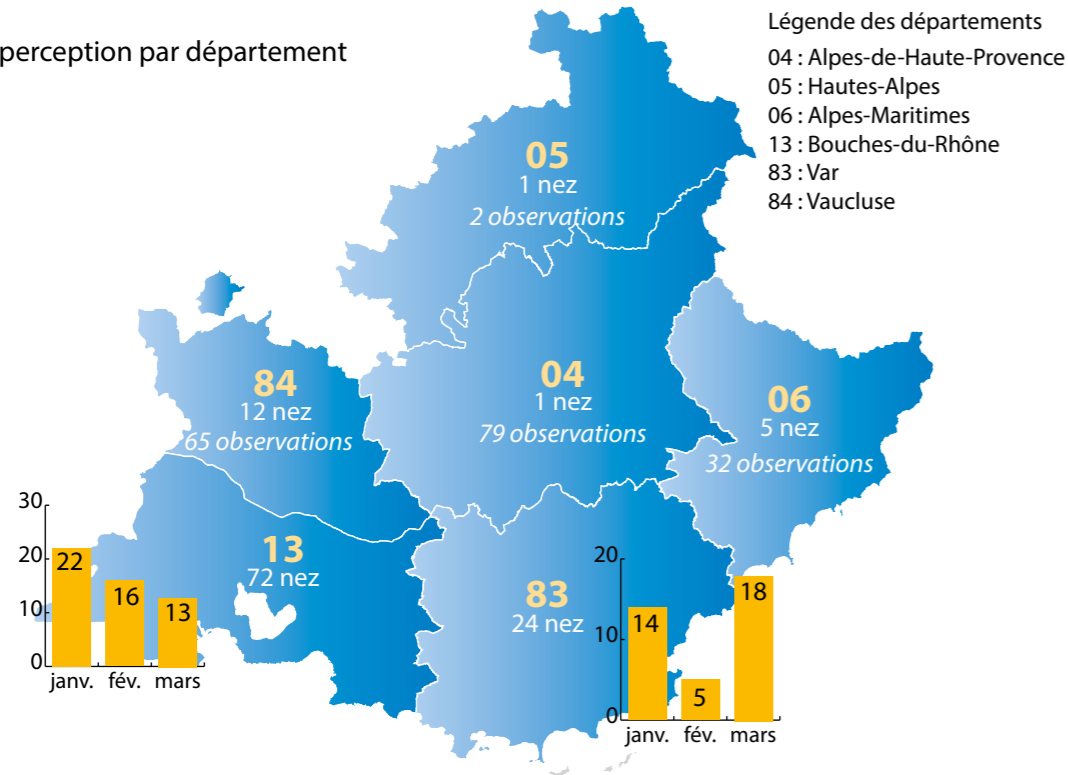 perception par département
Légende des départements
04 : Alpes-de-Haute-Provence
05 : Hautes-Alpes
06 : Alpes-Maritimes
13 : Bouches-du-Rhône
83 : Var
84 : Vaucluse
05
1 nez
2 observations
84
12 nez
65 observations
04
1 nez
79 observations
06
5 nez
32 observations
13
72 nez
30
20
10
0
22
16
13
janv. fév. mars
83
24 nez
20
10
0
14
5
18
janv. fév. mars